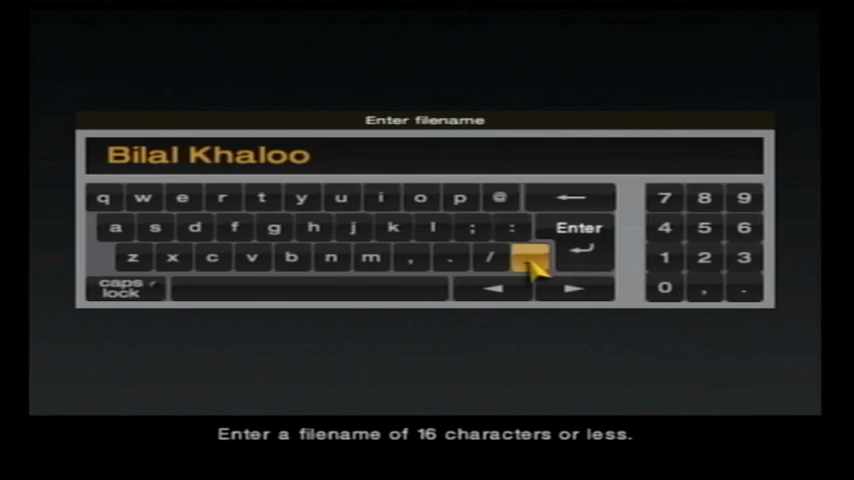 Enter filename
Bilal Khaloo
q w e r t y u i o p @ ←
a s d f g h j k l ; : Enter
z x c v b n m , . /
caps lock ◄ ►
7 8 9
4 5 6
1 2 3
0 , .
Enter a filename of 16 characters or less.